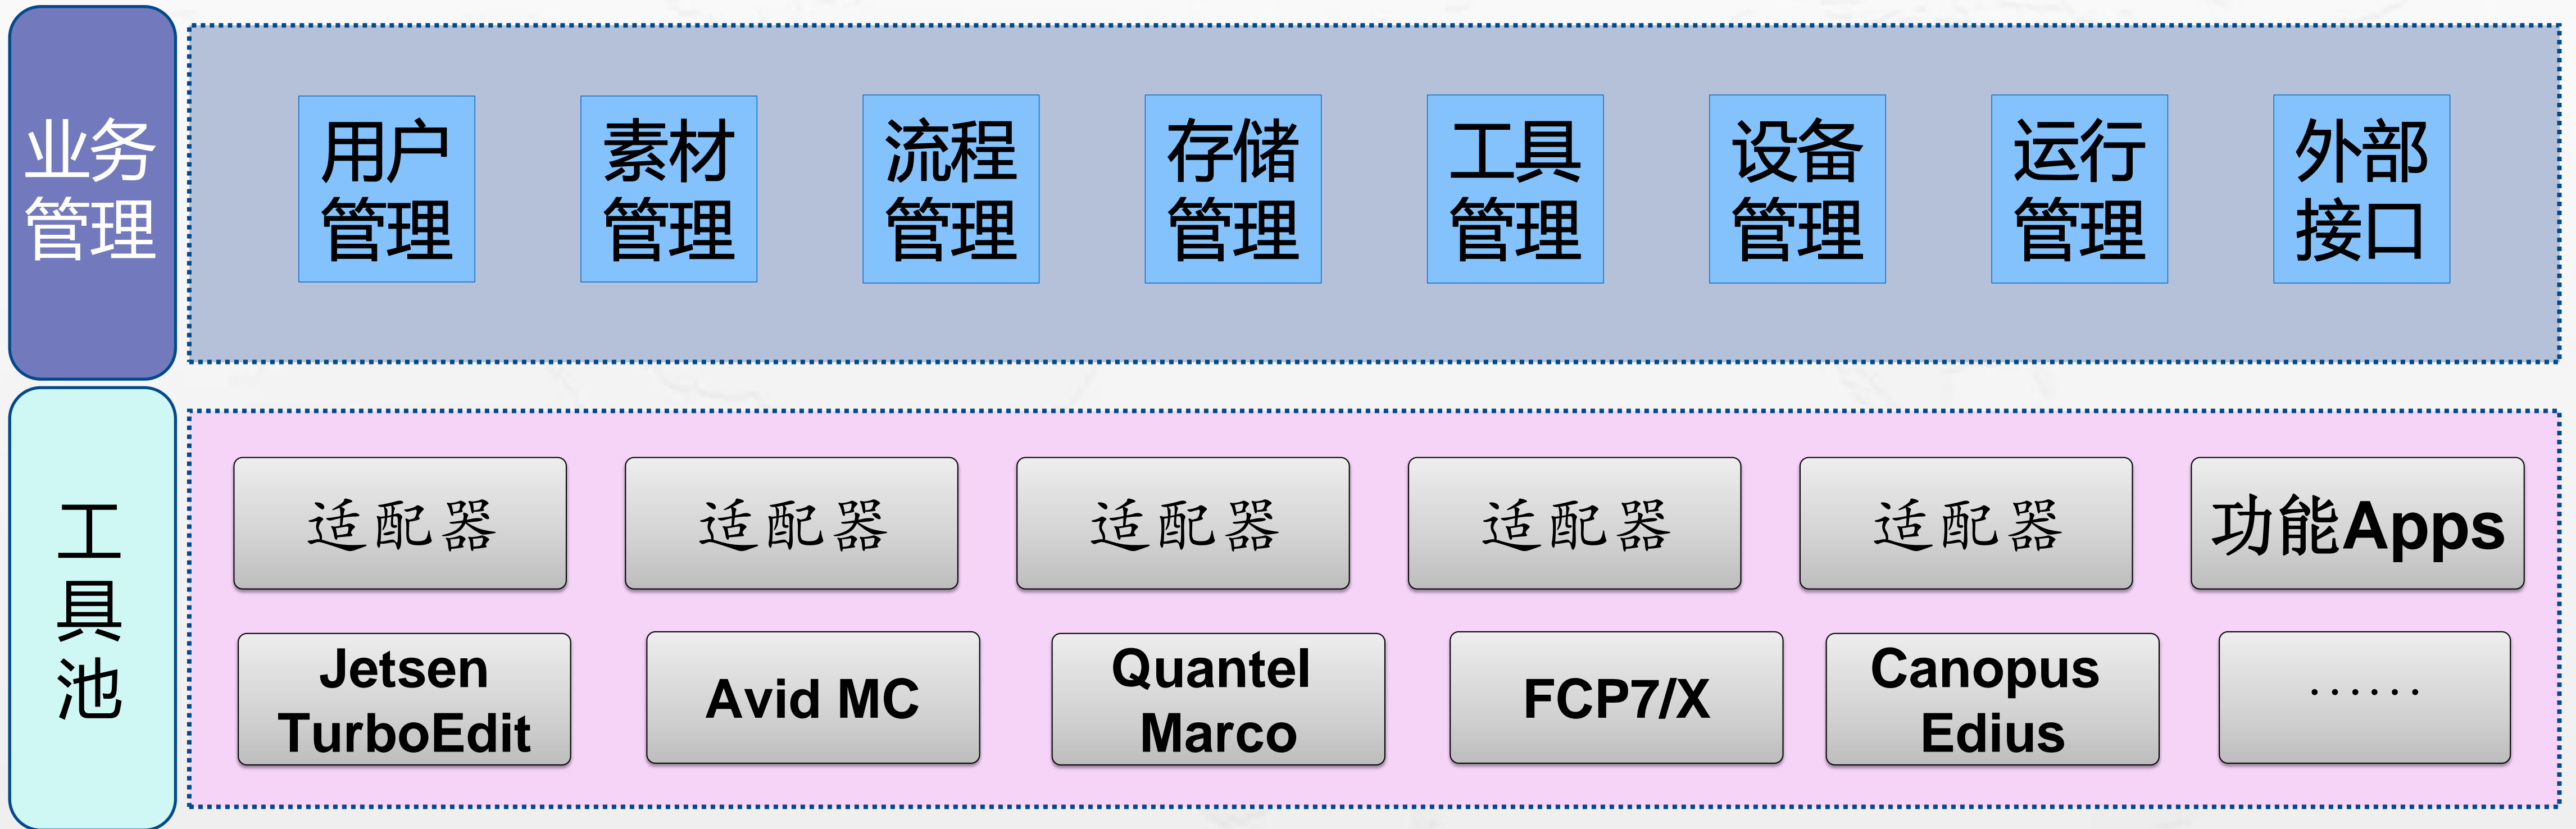 业务
管理
用户
管理
素材
管理
流程
管理
存储
管理
工具
管理
设备
管理
运行
管理
外部
接口
工
具
池
适配器
适配器
适配器
适配器
适配器
功能Apps
Jetsen
TurboEdit
Avid MC
Quantel
Marco
FCP7/X
Canopus
Edius
······